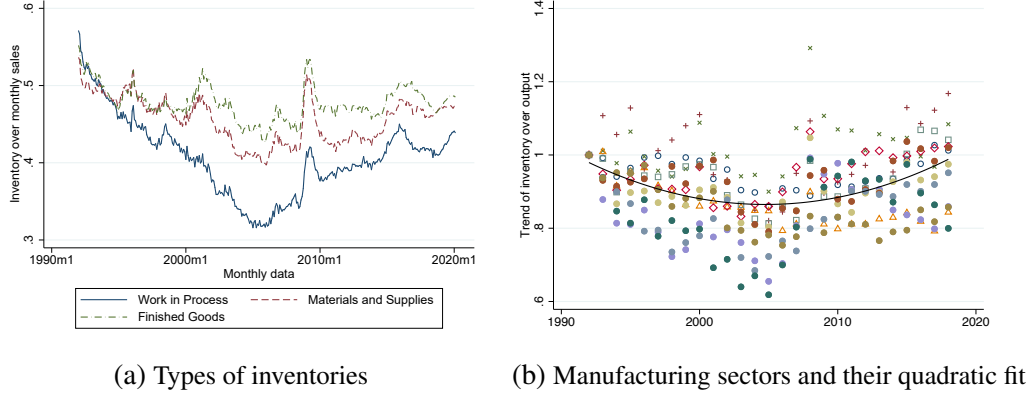 Inventory over monthly sales
.6
.5
.4
.3
1990m1 2000m1 2010m1 2020m1
Monthly data
Work in Process Materials and Supplies
Finished Goods
(a) Types of inventories
Trend of inventory over output
1.4
1.2
1
.8
.6
1990 2000 2010 2020
(b) Manufacturing sectors and their quadratic fit